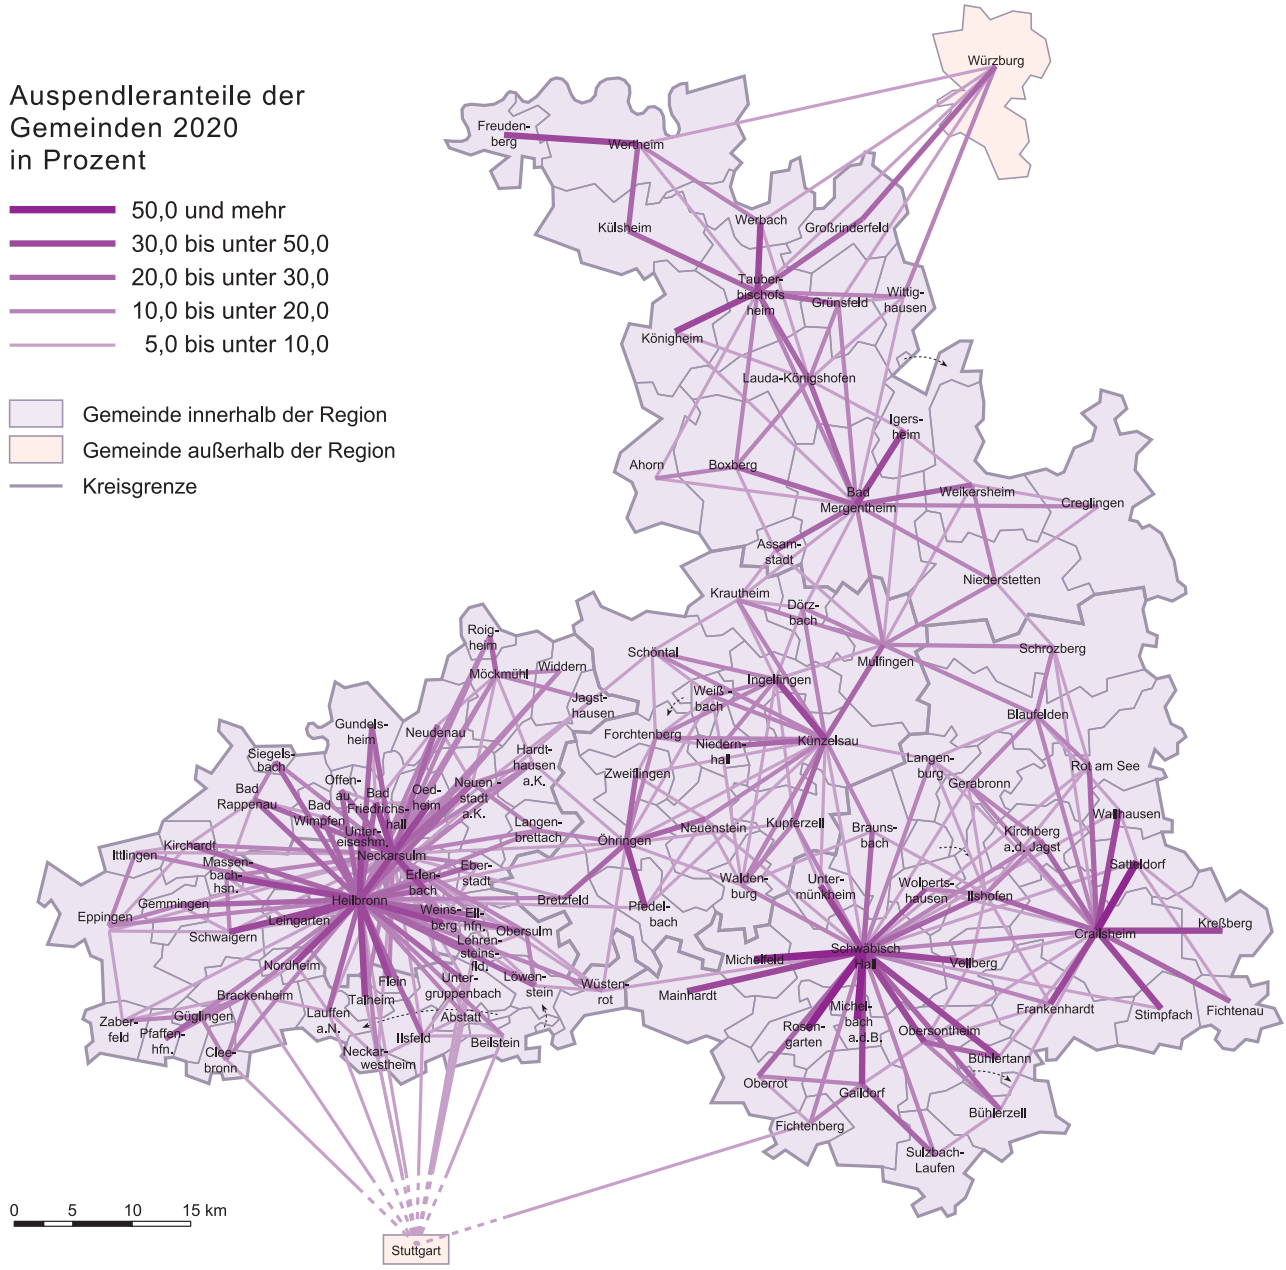 Auspendleranteile der
Gemeinden 2020
in Prozent
50,0 und mehr
30,0 bis unter 50,0
20,0 bis unter 30,0
10,0 bis unter 20,0
5,0 bis unter 10,0
Gemeinde innerhalb der Region
Gemeinde außerhalb der Region
Kreisgrenze
Würzburg
Freuden-
berg
Wertheim
Külsheim
Werbach
Großrinderfeld
Tauber-
bischofs
heim
Grünsfeld
Wittig-
hausen
Königheim
Lauda-Königshofen
Igers-
heim
Ahorn
Boxberg
Bad
Mergentheim
Weikersheim
Creglingen
Assam-
stadt
Niederstetten
Krautheim
Dörz-
bach
Mulfingen
Schrozberg
Roig-
heim
Möckmühl
Widdern
Jagst-
hausen
Schöntal
Ingelfingen
Weiß-
bach
Forchtenberg
Niedern-
hall
Künzelsau
Blaufelden
Langen-
burg
Gerabronn
Rot am See
Gundels-
heim
Neudenau
Hardt-
hausen
a.K.
Zweiflingen
Siegels-
bach
Offen-
au
Bad
Rappenau
Bad
Wimpfen
Bad
Friedrichs-
hall
Oed-
heim
Neuen-
stadt
a.K.
Langen-
brettach
Unter-
eiseshm.
Neckarsulm
Öhringen
Neuenstein
Kupferzell
Brauns-
bach
Kirchberg
a.d. Jagst
Wallhausen
Satteldorf
Ittlingen
Kirchardt
Massen-
bach-
hsn.
Erlen-
bach
Eber-
stadt
Walden-
burg
Unter-
münkheim
Wolperts-
hausen
Ilshofen
Eppingen
Gemmingen
Schwaigern
Leingarten
Heilbronn
Weins-
berg
Ell-
hfn.
Obersulm
Bretzfeld
Pfedel-
bach
Lehren-
steins-
fld.
Crailsheim
Kreßberg
Nordheim
Flein
Unter-
gruppenbach
Löwen-
stein
Wüsten-
rot
Mainhardt
Michelfeld
Schwäbisch
Hall
Vellberg
Brackenheim
Talheim
Abstatt
Zaber-
feld
Pfaffen-
hfn.
Güglingen
Clee-
bronn
Lauffen
a.N.
Neckar-
westheim
Ilsfeld
Beilstein
Rosen-
garten
Michel-
bach
a.d.B.
Obersontheim
Frankenhardt
Stimpfach
Fichtenau
Bühlertann
Oberrot
Gaildorf
Bühlerzell
Fichtenberg
Sulzbach-
Laufen
0 5 10 15 km
Stuttgart